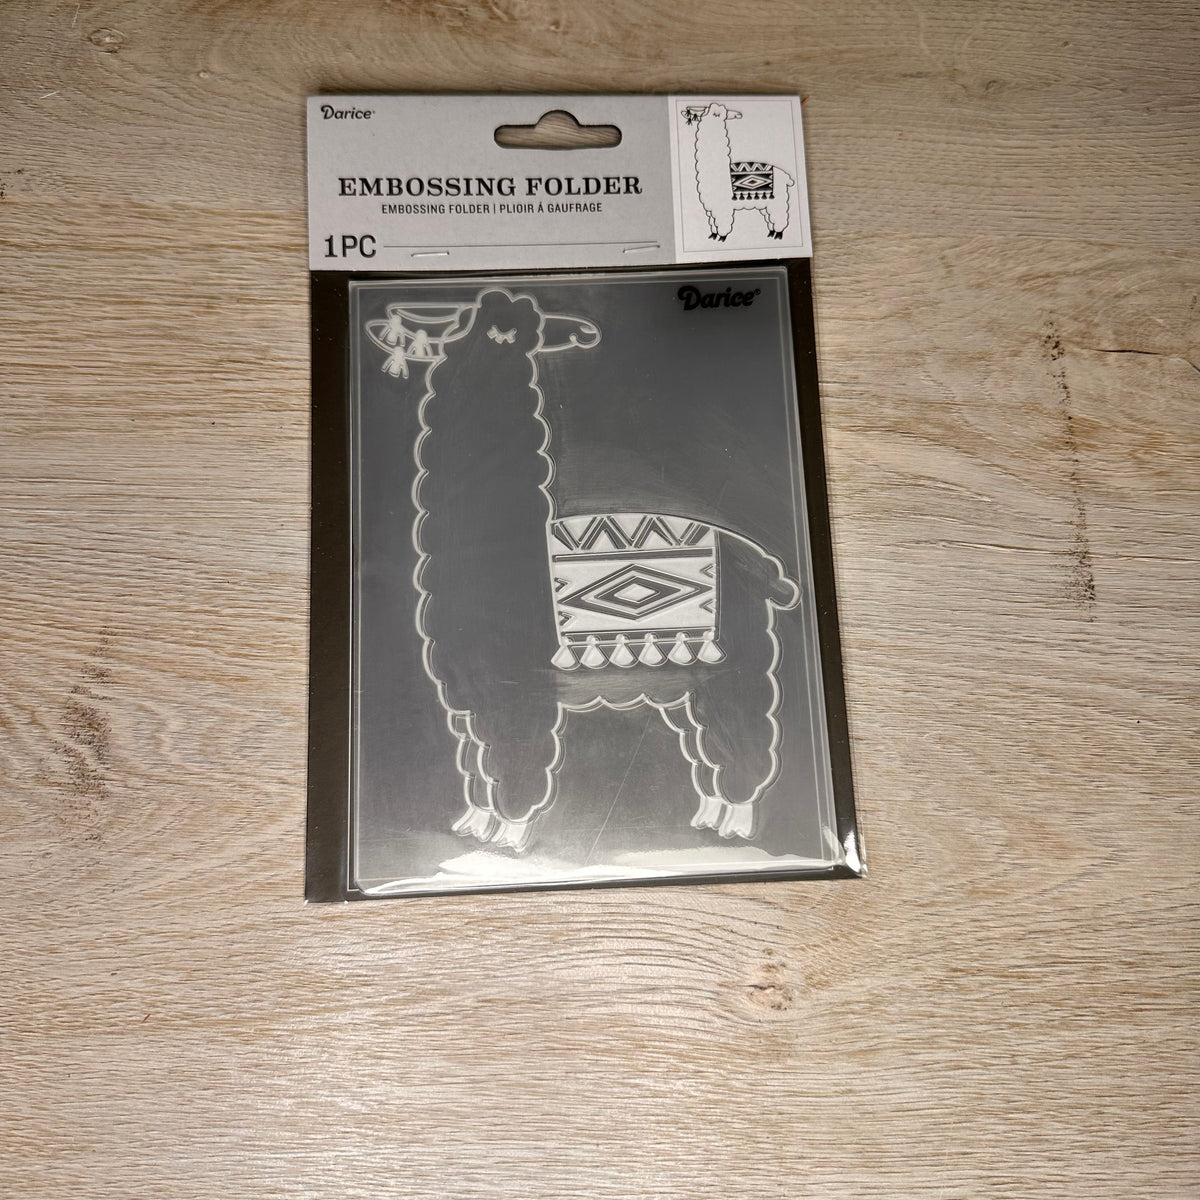 Darice®
EMBOSSING FOLDER
EMBOSSING FOLDER | PLIOIR Á GAUFRAGE
1PC
Darice®